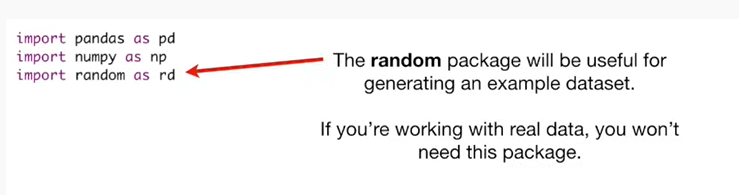 import pandas as pd
import numpy as np
import random as rd
The random package will be useful for
generating an example dataset.
If you're working with real data, you won't
need this package.